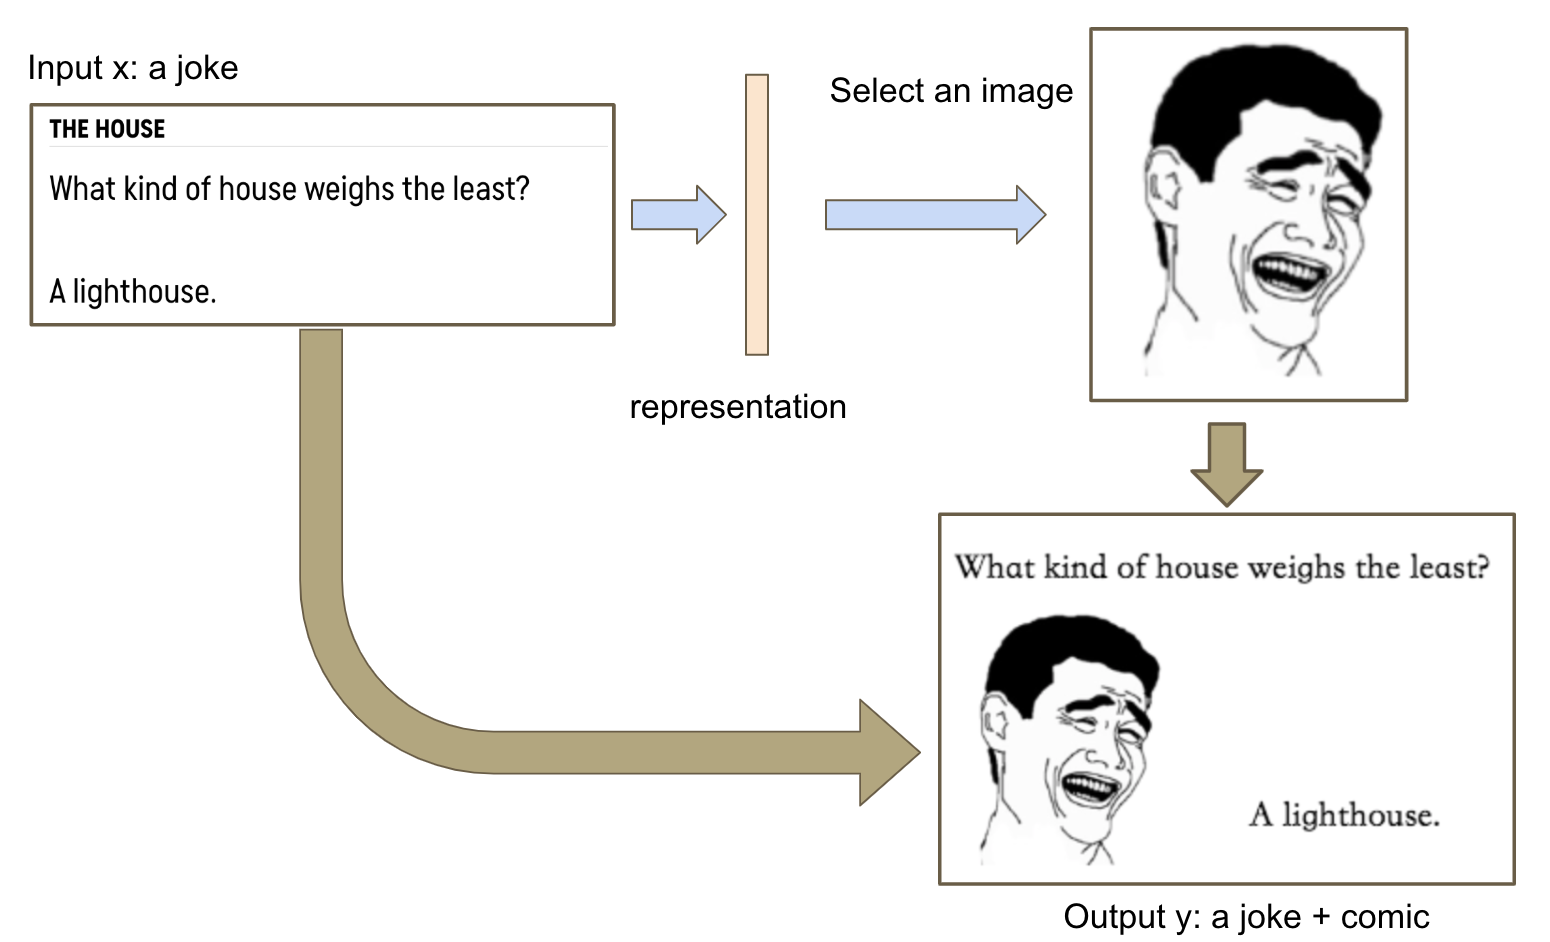 Input x: a joke
THE HOUSE
What kind of house weighs the least?
A lighthouse.
representation
Select an image
What kind of house weighs the least?
A lighthouse.
Output y: a joke + comic